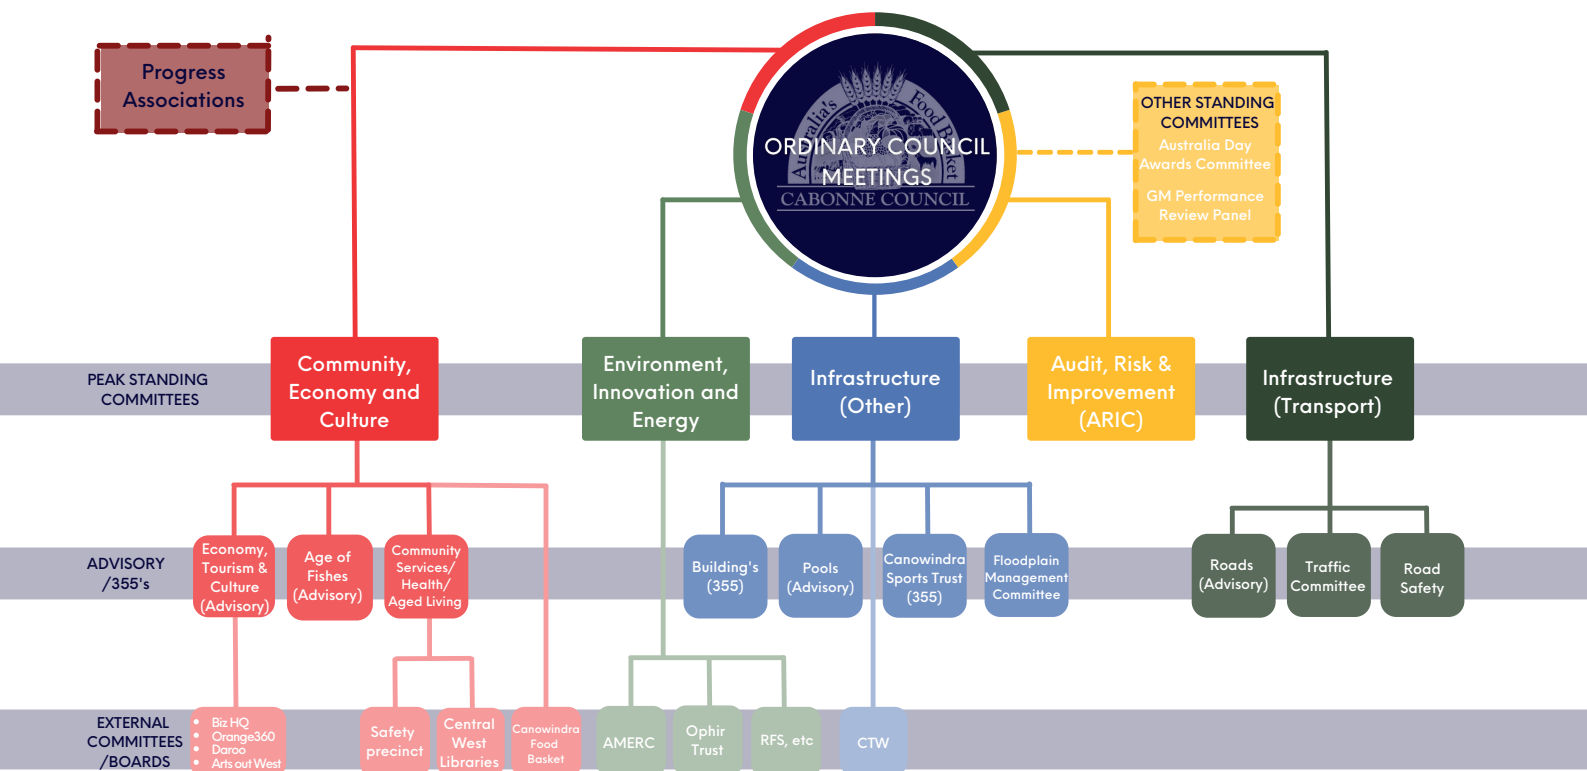 Progress
Associations
Australia's
Food Basket
ORDINARY COUNCIL
MEETINGS
CABONNE COUNCIL
OTHER STANDING
COMMITTEES
Australia Day
Awards Committee
GM Performance
Review Panel
PEAK STANDING
COMMITTEES
Community,
Economy and
Culture
Environment,
Innovation and
Energy
Infrastructure
(Other)
Audit, Risk &
Improvement
(ARIC)
Infrastructure
(Transport)
ADVISORY
/355's
Economy,
Tourism &
Culture
(Advisory)
Age of
Fishes
(Advisory)
Community
Services/
Health/
Aged Living
Building's
(355)
Pools
(Advisory)
Canowindra
Sports Trust
(355)
Floodplain
Management
Committee
Roads
(Advisory)
Traffic
Committee
Road
Safety
EXTERNAL
COMMITTEES
/BOARDS
• Biz HQ
• Orange360
• Daroo
• Arts out West
Safety
precinct
Central
West
Libraries
Canowindra
Food
Basket
AMERC
Ophir
Trust
RFS, etc
CTW